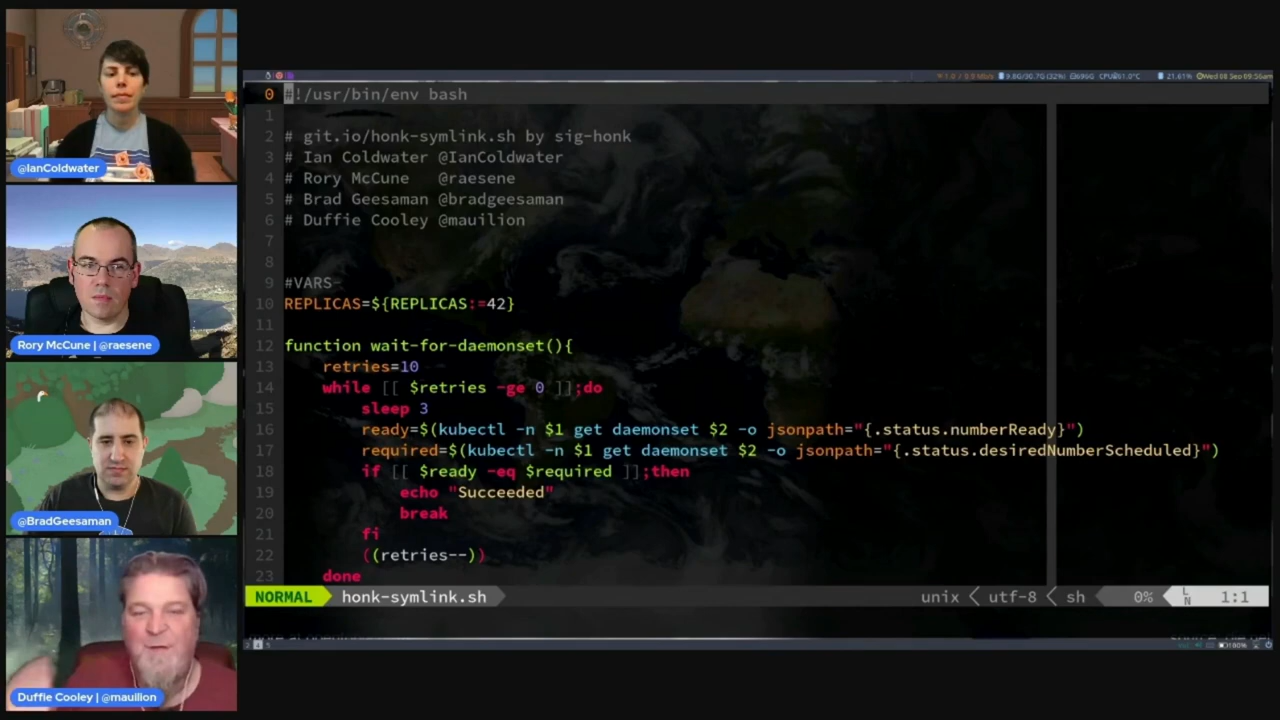 @IanColdwater
Rory McCune | @raesene
@BradGeesaman
Duffie Cooley | @mauilion
0 #!/usr/bin/env bash
1
2 # git.io/honk-symlink.sh by sig-honk
3 # Ian Coldwater @IanColdwater
4 # Rory McCune   @raesene
5 # Brad Geesaman @bradgeesaman
6 # Duffie Cooley @mauilion
7
8
9 #VARS-
10 REPLICAS=${REPLICAS:=42}
11
12 function wait-for-daemonset(){
13     retries=10
14     while [[ $retries -ge 0 ]];do
15         sleep 3
16         ready=$(kubectl -n $1 get daemonset $2 -o jsonpath="{.status.numberReady}")
17         required=$(kubectl -n $1 get daemonset $2 -o jsonpath="{.status.desiredNumberScheduled}")
18         if [[ $ready -eq $required ]];then
19             echo "Succeeded"
20             break
21         fi
22         ((retries--))
23     done
NORMAL honk-symlink.sh unix utf-8 sh 0% LN 1:1
2 4 5 100%